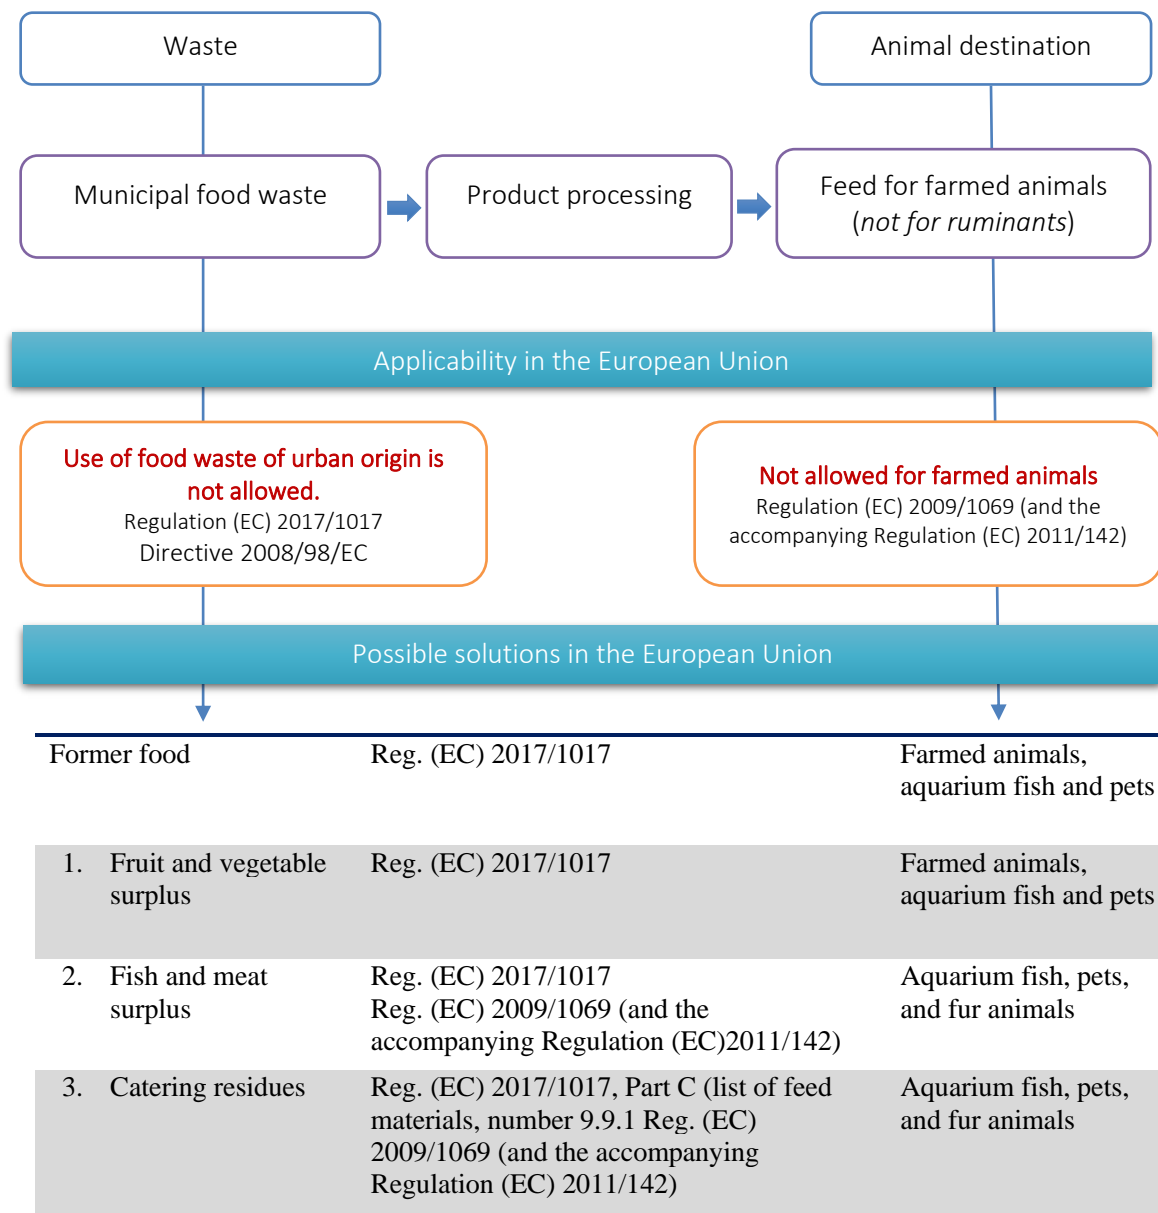 Waste
Animal destination
Municipal food waste
Product processing
Feed for farmed animals
(not for ruminants)
Applicability in the European Union
Use of food waste of urban origin is
not allowed.
Regulation (EC) 2017/1017
Directive 2008/98/EC
Not allowed for farmed animals
Regulation (EC) 2009/1069 (and the
accompanying Regulation (EC) 2011/142)
Possible solutions in the European Union
Former food
Reg. (EC) 2017/1017
Farmed animals,
aquarium fish and pets
1. Fruit and vegetable
surplus
Reg. (EC) 2017/1017
Farmed animals,
aquarium fish and pets
2. Fish and meat
surplus
Reg. (EC) 2017/1017
Reg. (EC) 2009/1069 (and the
accompanying Regulation (EC)2011/142)
Aquarium fish, pets,
and fur animals
3. Catering residues
Reg. (EC) 2017/1017, Part C (list of feed
materials, number 9.9.1 Reg. (EC)
2009/1069 (and the accompanying
Regulation (EC) 2011/142)
Aquarium fish, pets,
and fur animals